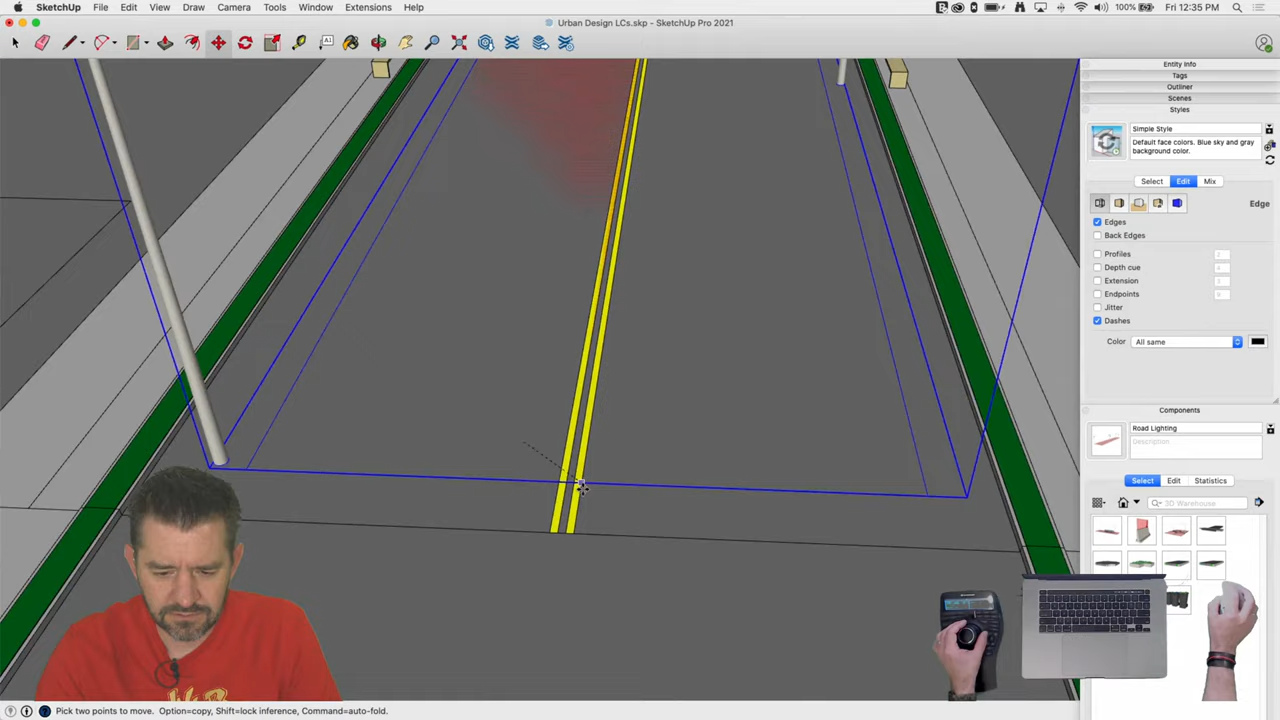 SketchUp File Edit View Draw Camera Tools Window Extensions Help
100% Fri 12:35 PM
Urban Design LCs.skp - SketchUp Pro 2021
Entity Info
Tags
Outliner
Scenes
Styles
Simple Style
Default face colors. Blue sky and gray
background color.
Select Edit Mix
Edge
Edges
Back Edges
Profiles
Depth cue
Extension
Endpoints
Jitter
Dashes
Color All same
Components
Road Lighting
Description
Select Edit Statistics
3D Warehouse
Pick two points to move. Option=copy, Shift=lock inference, Command=auto-fold.